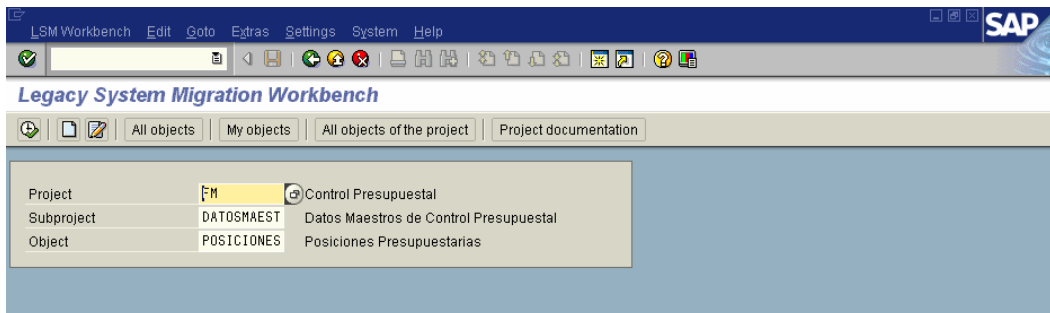 LSM Workbench Edit Goto Extras Settings System Help
SAP
Legacy System Migration Workbench
All objects My objects All objects of the project Project documentation
Project FM Control Presupuestal
Subproject DATOSMAEST Datos Maestros de Control Presupuestal
Object POSICIONES Posiciones Presupuestarias